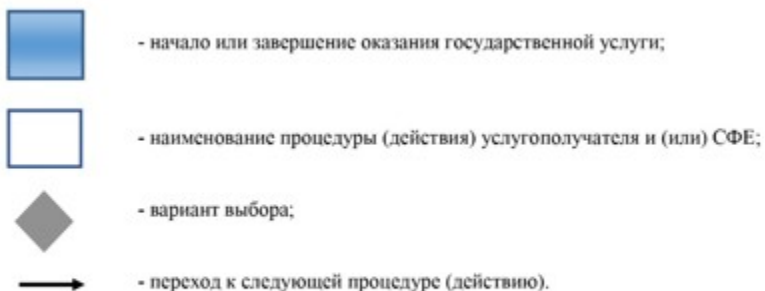 - начало или завершение оказания государственной услуги;
- наименование процедуры (действия) услугополучателя и (или) СФЕ;
- вариант выбора;
- переход к следующей процедуре (действию).